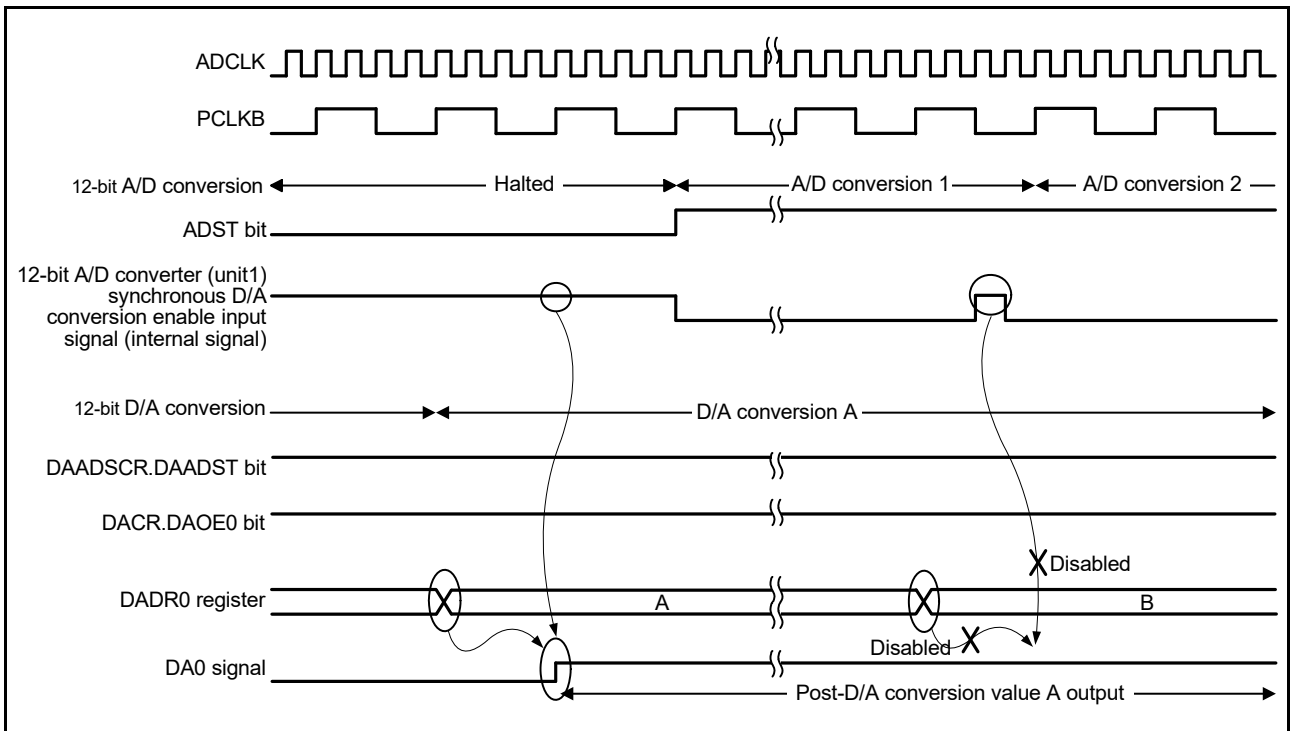 ADCLK
PCLKB
12-bit A/D conversion
Halted
A/D conversion 1
A/D conversion 2
ADST bit
12-bit A/D converter (unit1)
synchronous D/A
conversion enable input
signal (internal signal)
12-bit D/A conversion
D/A conversion A
DAADSCR.DAADST bit
DACR.DAOE0 bit
Disabled
DADR0 register
A
B
Disabled
DA0 signal
Post-D/A conversion value A output